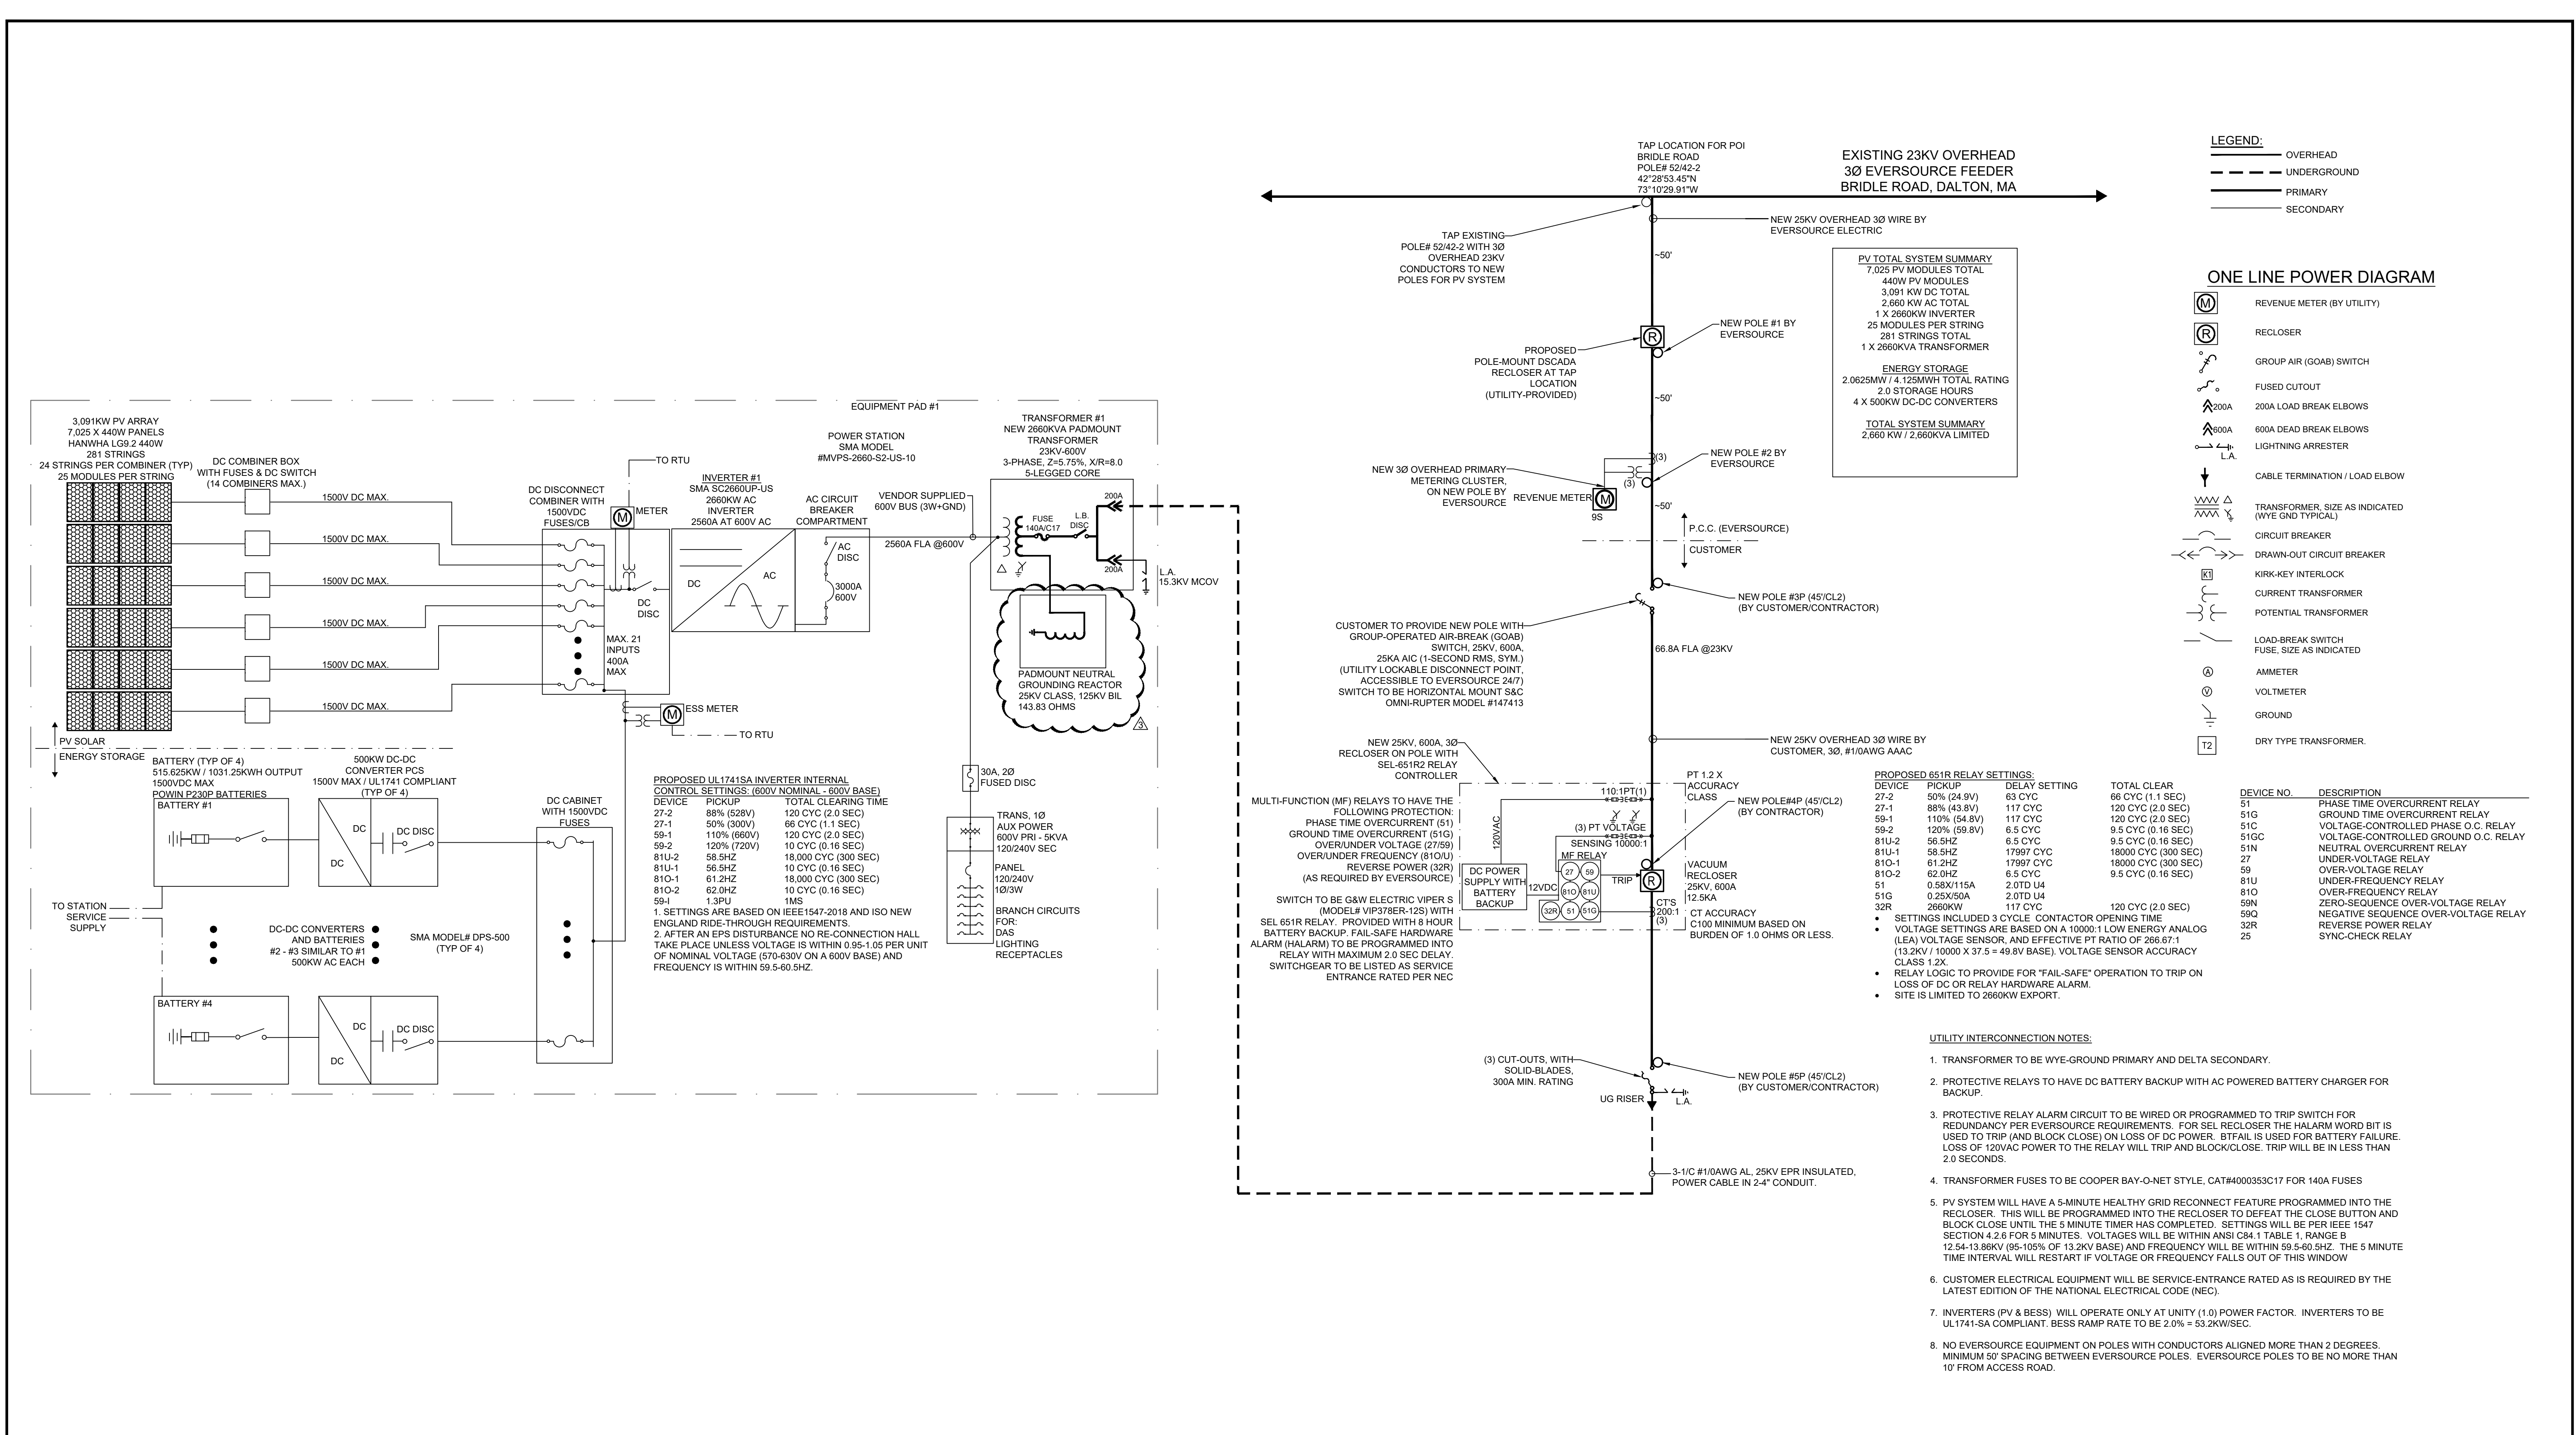 TAP LOCATION FOR POI
BRIDLE ROAD
POLE# 52/42-2
42°28'53.45"N
73°10'29.91"W
EXISTING 23KV OVERHEAD
3Ø EVERSOURCE FEEDER
BRIDLE ROAD, DALTON, MA
NEW 25KV OVERHEAD 3Ø WIRE BY
EVERSOURCE ELECTRIC
TAP EXISTING
POLE# 52/42-2 WITH 3Ø
OVERHEAD 23KV
CONDUCTORS TO NEW
POLES FOR PV SYSTEM
~50'
NEW POLE #1 BY
EVERSOURCE
R
PROPOSED
POLE-MOUNT DSCADA
RECLOSER AT TAP
LOCATION
(UTILITY-PROVIDED)
~50'
NEW POLE #2 BY
EVERSOURCE
(3)
(3)
NEW 3Ø OVERHEAD PRIMARY
METERING CLUSTER,
ON NEW POLE BY
EVERSOURCE
REVENUE METER
M
9S
~50'
P.C.C. (EVERSOURCE)
CUSTOMER
NEW POLE #3P (45'/CL2)
(BY CUSTOMER/CONTRACTOR)
CUSTOMER TO PROVIDE NEW POLE WITH
GROUP-OPERATED AIR-BREAK (GOAB)
SWITCH, 25KV, 600A,
25KA AIC (1-SECOND RMS, SYM.)
(UTILITY LOCKABLE DISCONNECT POINT,
ACCESSIBLE TO EVERSOURCE 24/7)
SWITCH TO BE HORIZONTAL MOUNT S&C
OMNI-RUPTER MODEL #147413
66.8A FLA @23KV
NEW 25KV OVERHEAD 3Ø WIRE BY
CUSTOMER, 3Ø, #1/0AWG AAAC
NEW 25KV, 600A, 3Ø
RECLOSER ON POLE WITH
SEL-651R2 RELAY
CONTROLLER
PT 1.2 X
ACCURACY
CLASS
110:1PT(1)
NEW POLE#4P (45'/CL2)
(BY CONTRACTOR)
MULTI-FUNCTION (MF) RELAYS TO HAVE THE
FOLLOWING PROTECTION:
PHASE TIME OVERCURRENT (51)
GROUND TIME OVERCURRENT (51G)
OVER/UNDER VOLTAGE (27/59)
OVER/UNDER FREQUENCY (81O/U)
REVERSE POWER (32R)
(AS REQUIRED BY EVERSOURCE)
SWITCH TO BE G&W ELECTRIC VIPER S
(MODEL# VIP378ER-12S) WITH
SEL 651R RELAY. PROVIDED WITH 8 HOUR
BATTERY BACKUP. FAIL-SAFE HARDWARE
ALARM (HALARM) TO BE PROGRAMMED INTO
RELAY WITH MAXIMUM 2.0 SEC DELAY.
SWITCHGEAR TO BE LISTED AS SERVICE
ENTRANCE RATED PER NEC
120VAC
(3) PT VOLTAGE
SENSING 10000:1
MF RELAY
DC POWER
SUPPLY WITH
BATTERY
BACKUP
12VDC
27
59
81O
81U
32R
51
51G
TRIP
R
VACUUM
RECLOSER
25KV, 600A
12.5KA
CT'S
200:1
(3)
CT ACCURACY
C100 MINIMUM BASED ON
BURDEN OF 1.0 OHMS OR LESS.
(3) CUT-OUTS, WITH
SOLID-BLADES,
300A MIN. RATING
NEW POLE #5P (45'/CL2)
(BY CUSTOMER/CONTRACTOR)
UG RISER
L.A.
3-1/C #1/0AWG AL, 25KV EPR INSULATED,
POWER CABLE IN 2-4" CONDUIT.
PV TOTAL SYSTEM SUMMARY
7,025 PV MODULES TOTAL
440W PV MODULES
3,091 KW DC TOTAL
2,660 KW AC TOTAL
1 X 2660KW INVERTER
25 MODULES PER STRING
281 STRINGS TOTAL
1 X 2660KVA TRANSFORMER
ENERGY STORAGE
2.0625MW / 4.125MWH TOTAL RATING
2.0 STORAGE HOURS
4 X 500KW DC-DC CONVERTERS
TOTAL SYSTEM SUMMARY
2,660 KW / 2,660KVA LIMITED
LEGEND:
OVERHEAD
UNDERGROUND
PRIMARY
SECONDARY
ONE LINE POWER DIAGRAM
M REVENUE METER (BY UTILITY)
R RECLOSER
GROUP AIR (GOAB) SWITCH
FUSED CUTOUT
200A 200A LOAD BREAK ELBOWS
600A 600A DEAD BREAK ELBOWS
LIGHTNING ARRESTER
L.A.
CABLE TERMINATION / LOAD ELBOW
TRANSFORMER, SIZE AS INDICATED
(WYE GND TYPICAL)
CIRCUIT BREAKER
DRAWN-OUT CIRCUIT BREAKER
K1 KIRK-KEY INTERLOCK
CURRENT TRANSFORMER
POTENTIAL TRANSFORMER
LOAD-BREAK SWITCH
FUSE, SIZE AS INDICATED
A AMMETER
V VOLTMETER
GROUND
T2 DRY TYPE TRANSFORMER.
EQUIPMENT PAD #1
3,091KW PV ARRAY
7,025 X 440W PANELS
HANWHA LG9.2 440W
281 STRINGS
24 STRINGS PER COMBINER (TYP)
25 MODULES PER STRING
DC COMBINER BOX
WITH FUSES & DC SWITCH
(14 COMBINERS MAX.)
1500V DC MAX.
1500V DC MAX.
1500V DC MAX.
1500V DC MAX.
1500V DC MAX.
1500V DC MAX.
DC DISCONNECT
COMBINER WITH
1500VDC
FUSES/CB
TO RTU
M
METER
DC
DISC
MAX. 21
INPUTS
400A
MAX
POWER STATION
SMA MODEL
#MVPS-2660-S2-US-10
INVERTER #1
SMA SC2660UP-US
2660KW AC
INVERTER
2560A AT 600V AC
DC
AC
AC CIRCUIT
BREAKER
COMPARTMENT
AC
DISC
3000A
600V
VENDOR SUPPLIED
600V BUS (3W+GND)
2560A FLA @600V
TRANSFORMER #1
NEW 2660KVA PADMOUNT
TRANSFORMER
23KV-600V
3-PHASE, Z=5.75%, X/R=8.0
5-LEGGED CORE
FUSE
140A/C17
L.B.
DISC
200A
200A
L.A.
15.3KV MCOV
PADMOUNT NEUTRAL
GROUNDING REACTOR
25KV CLASS, 125KV BIL
143.83 OHMS
3
M
ESS METER
TO RTU
PV SOLAR
ENERGY STORAGE
BATTERY (TYP OF 4)
515.625KW / 1031.25KWH OUTPUT
1500VDC MAX
POWIN P230P BATTERIES
BATTERY #1
500KW DC-DC
CONVERTER PCS
1500V MAX / UL1741 COMPLIANT
(TYP OF 4)
DC
DC
DC DISC
DC CABINET
WITH 1500VDC
FUSES
TO STATION
SERVICE
SUPPLY
DC-DC CONVERTERS
AND BATTERIES
#2 - #3 SIMILAR TO #1
500KW AC EACH
SMA MODEL# DPS-500
(TYP OF 4)
BATTERY #4
DC
DC
DC DISC
PROPOSED UL1741SA INVERTER INTERNAL
CONTROL SETTINGS: (600V NOMINAL - 600V BASE)
DEVICE PICKUP TOTAL CLEARING TIME
27-2 88% (528V) 120 CYC (2.0 SEC)
27-1 50% (300V) 66 CYC (1.1 SEC)
59-1 110% (660V) 120 CYC (2.0 SEC)
59-2 120% (720V) 10 CYC (0.16 SEC)
81U-2 58.5HZ 18,000 CYC (300 SEC)
81U-1 56.5HZ 10 CYC (0.16 SEC)
81O-1 61.2HZ 18,000 CYC (300 SEC)
81O-2 62.0HZ 10 CYC (0.16 SEC)
59-I 1.3PU 1MS
1. SETTINGS ARE BASED ON IEEE1547-2018 AND ISO NEW
ENGLAND RIDE-THROUGH REQUIREMENTS.
2. AFTER AN EPS DISTURBANCE NO RE-CONNECTION HALL
TAKE PLACE UNLESS VOLTAGE IS WITHIN 0.95-1.05 PER UNIT
OF NOMINAL VOLTAGE (570-630V ON A 600V BASE) AND
FREQUENCY IS WITHIN 59.5-60.5HZ.
30A, 2Ø
FUSED DISC
TRANS, 1Ø
AUX POWER
600V PRI - 5KVA
120/240V SEC
PANEL
120/240V
1Ø/3W
BRANCH CIRCUITS
FOR:
DAS
LIGHTING
RECEPTACLES
PROPOSED 651R RELAY SETTINGS:
DEVICE PICKUP DELAY SETTING TOTAL CLEAR
27-2 50% (24.9V) 63 CYC 66 CYC (1.1 SEC)
27-1 88% (43.8V) 117 CYC 120 CYC (2.0 SEC)
59-1 110% (54.8V) 117 CYC 120 CYC (2.0 SEC)
59-2 120% (59.8V) 6.5 CYC 9.5 CYC (0.16 SEC)
81U-2 56.5HZ 6.5 CYC 9.5 CYC (0.16 SEC)
81U-1 58.5HZ 17997 CYC 18000 CYC (300 SEC)
81O-1 61.2HZ 17997 CYC 18000 CYC (300 SEC)
81O-2 62.0HZ 6.5 CYC 9.5 CYC (0.16 SEC)
51 0.58X/115A 2.0TD U4
51G 0.25X/50A 2.0TD U4
32R 2660KW 117 CYC 120 CYC (2.0 SEC)
• SETTINGS INCLUDED 3 CYCLE CONTACTOR OPENING TIME
• VOLTAGE SETTINGS ARE BASED ON A 10000:1 LOW ENERGY ANALOG
(LEA) VOLTAGE SENSOR, AND EFFECTIVE PT RATIO OF 266.67:1
(13.2KV / 10000 X 37.5 = 49.8V BASE). VOLTAGE SENSOR ACCURACY
CLASS 1.2X.
• RELAY LOGIC TO PROVIDE FOR "FAIL-SAFE" OPERATION TO TRIP ON
LOSS OF DC OR RELAY HARDWARE ALARM.
• SITE IS LIMITED TO 2660KW EXPORT.
DEVICE NO. DESCRIPTION
51 PHASE TIME OVERCURRENT RELAY
51G GROUND TIME OVERCURRENT RELAY
51C VOLTAGE-CONTROLLED PHASE O.C. RELAY
51GC VOLTAGE-CONTROLLED GROUND O.C. RELAY
51N NEUTRAL OVERCURRENT RELAY
27 UNDER-VOLTAGE RELAY
59 OVER-VOLTAGE RELAY
81U UNDER-FREQUENCY RELAY
81O OVER-FREQUENCY RELAY
59N ZERO-SEQUENCE OVER-VOLTAGE RELAY
59Q NEGATIVE SEQUENCE OVER-VOLTAGE RELAY
32R REVERSE POWER RELAY
25 SYNC-CHECK RELAY
UTILITY INTERCONNECTION NOTES:
1. TRANSFORMER TO BE WYE-GROUND PRIMARY AND DELTA SECONDARY.
2. PROTECTIVE RELAYS TO HAVE DC BATTERY BACKUP WITH AC POWERED BATTERY CHARGER FOR
BACKUP.
3. PROTECTIVE RELAY ALARM CIRCUIT TO BE WIRED OR PROGRAMMED TO TRIP SWITCH FOR
REDUNDANCY PER EVERSOURCE REQUIREMENTS. FOR SEL RECLOSER THE HALARM WORD BIT IS
USED TO TRIP (AND BLOCK CLOSE) ON LOSS OF DC POWER. BTFAIL IS USED FOR BATTERY FAILURE.
LOSS OF 120VAC POWER TO THE RELAY WILL TRIP AND BLOCK/CLOSE. TRIP WILL BE IN LESS THAN
2.0 SECONDS.
4. TRANSFORMER FUSES TO BE COOPER BAY-O-NET STYLE, CAT#4000353C17 FOR 140A FUSES
5. PV SYSTEM WILL HAVE A 5-MINUTE HEALTHY GRID RECONNECT FEATURE PROGRAMMED INTO THE
RECLOSER. THIS WILL BE PROGRAMMED INTO THE RECLOSER TO DEFEAT THE CLOSE BUTTON AND
BLOCK CLOSE UNTIL THE 5 MINUTE TIMER HAS COMPLETED. SETTINGS WILL BE PER IEEE 1547
SECTION 4.2.6 FOR 5 MINUTES. VOLTAGES WILL BE WITHIN ANSI C84.1 TABLE 1, RANGE B
12.54-13.86KV (95-105% OF 13.2KV BASE) AND FREQUENCY WILL BE WITHIN 59.5-60.5HZ. THE 5 MINUTE
TIME INTERVAL WILL RESTART IF VOLTAGE OR FREQUENCY FALLS OUT OF THIS WINDOW
6. CUSTOMER ELECTRICAL EQUIPMENT WILL BE SERVICE-ENTRANCE RATED AS IS REQUIRED BY THE
LATEST EDITION OF THE NATIONAL ELECTRICAL CODE (NEC).
7. INVERTERS (PV & BESS) WILL OPERATE ONLY AT UNITY (1.0) POWER FACTOR. INVERTERS TO BE
UL1741-SA COMPLIANT. BESS RAMP RATE TO BE 2.0% = 53.2KW/SEC.
8. NO EVERSOURCE EQUIPMENT ON POLES WITH CONDUCTORS ALIGNED MORE THAN 2 DEGREES.
MINIMUM 50' SPACING BETWEEN EVERSOURCE POLES. EVERSOURCE POLES TO BE NO MORE THAN
10' FROM ACCESS ROAD.